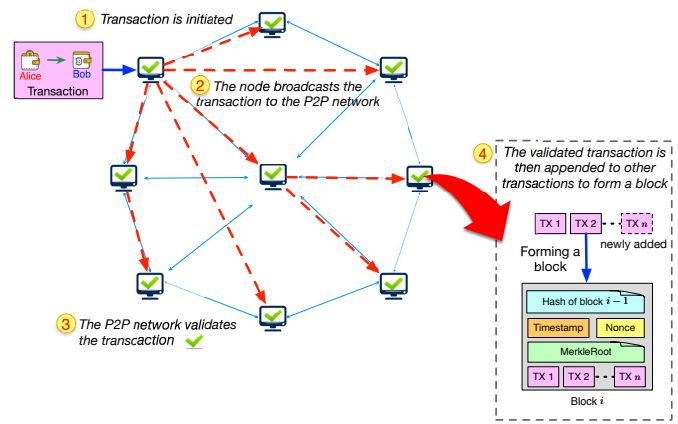 1 Transaction is initiated
Alice
Bob
Transaction
2 The node broadcasts the
transaction to the P2P network
3 The P2P network validates
the transcaction
4 The validated transaction is
then appended to other
transactions to form a block
TX 1 TX 2 TX n
newly added
Forming a
block
Hash of block i − 1
Timestamp Nonce
MerkleRoot
TX 1 TX 2 TX n
Block i